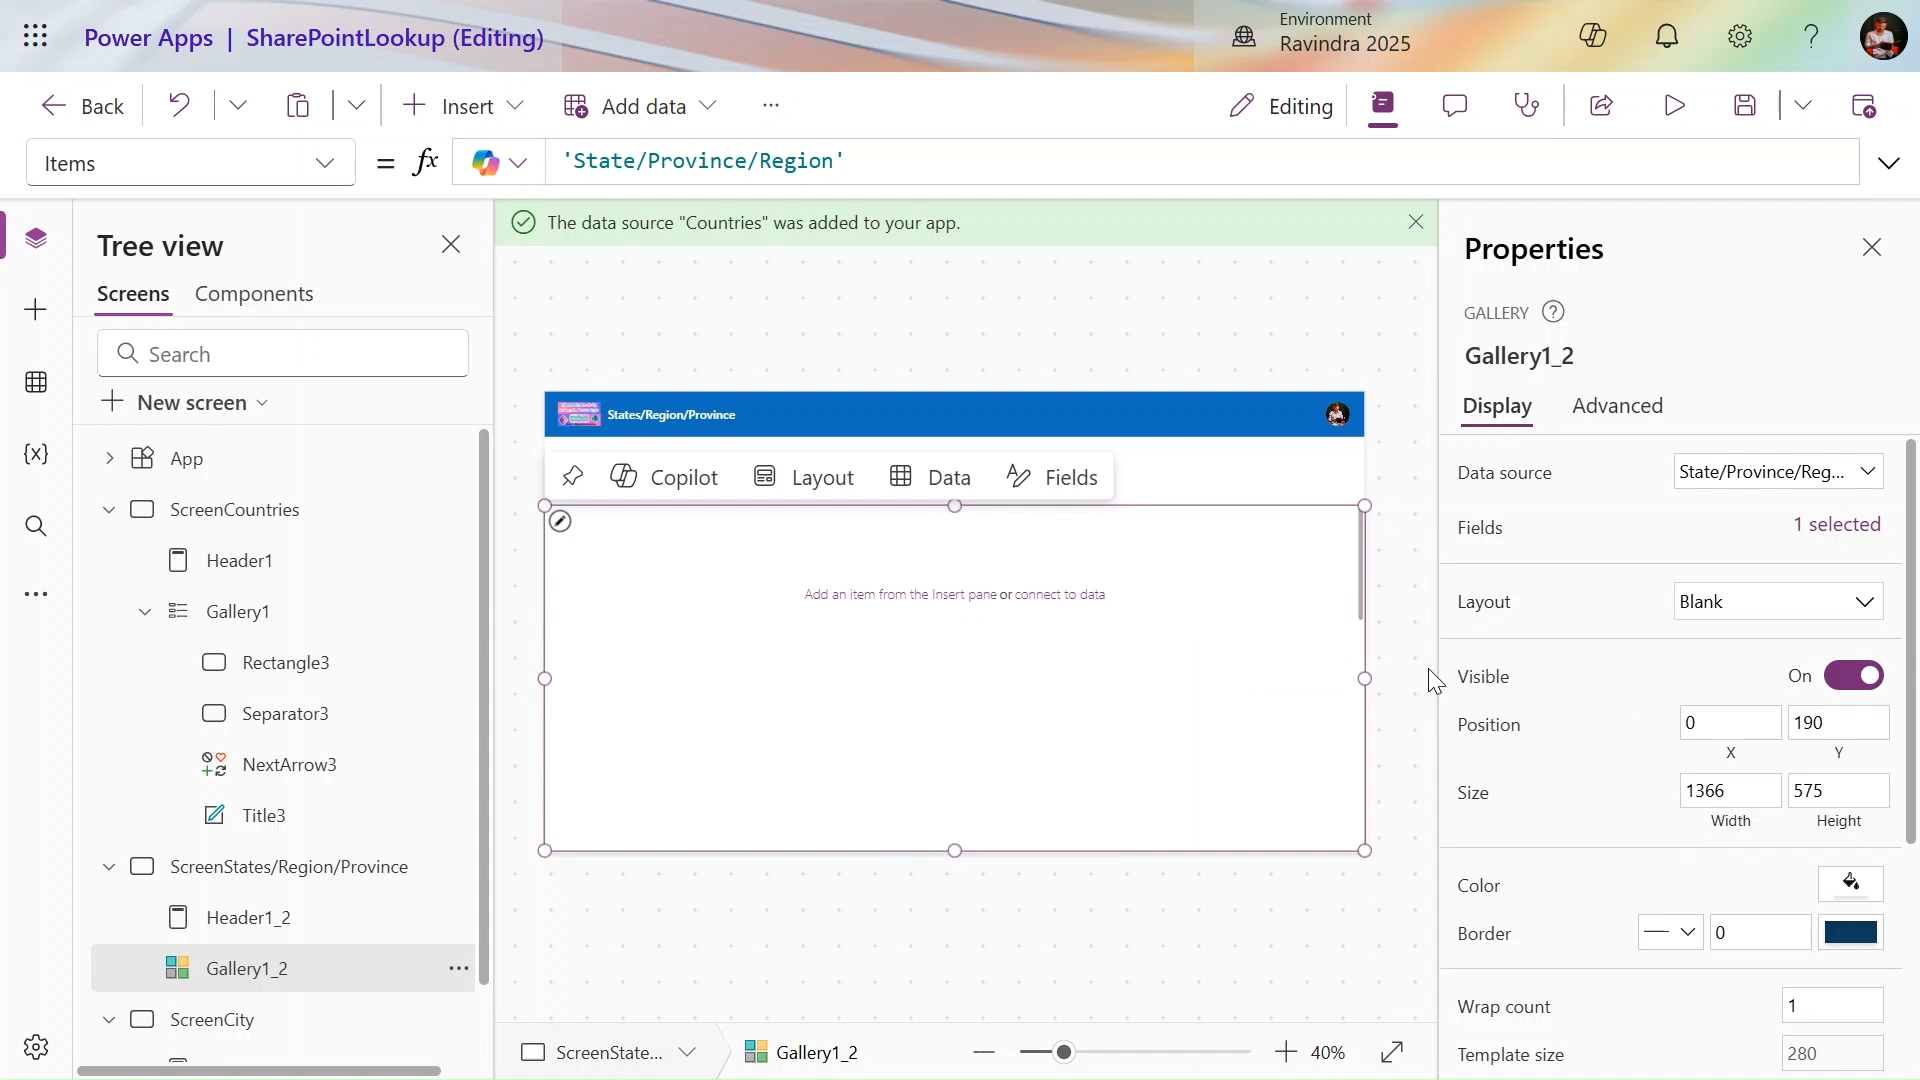 Power Apps | SharePointLookup (Editing)
Environment
Ravindra 2025
Back
Insert
Add data
Editing
Items
= fx
'State/Province/Region'
Tree view
Screens
Components
Search
New screen
App
ScreenCountries
Header1
Gallery1
Rectangle3
Separator3
NextArrow3
Title3
ScreenStates/Region/Province
Header1_2
Gallery1_2
ScreenCity
The data source "Countries" was added to your app.
States/Region/Province
Copilot
Layout
Data
Fields
Add an item from the Insert pane or connect to data
ScreenState...
Gallery1_2
40%
Properties
GALLERY
Gallery1_2
Display
Advanced
Data source
State/Province/Reg...
Fields
1 selected
Layout
Blank
Visible
On
Position
0
190
X
Y
Size
1366
575
Width
Height
Color
Border
0
Wrap count
1
Template size
280